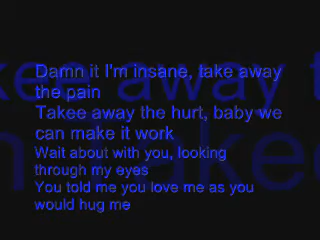 Damn it I'm insane, take away
the pain
Takee away the hurt, baby we
can make it work
Wait about with you, looking
through my eyes
You told me you love me as you
would hug me